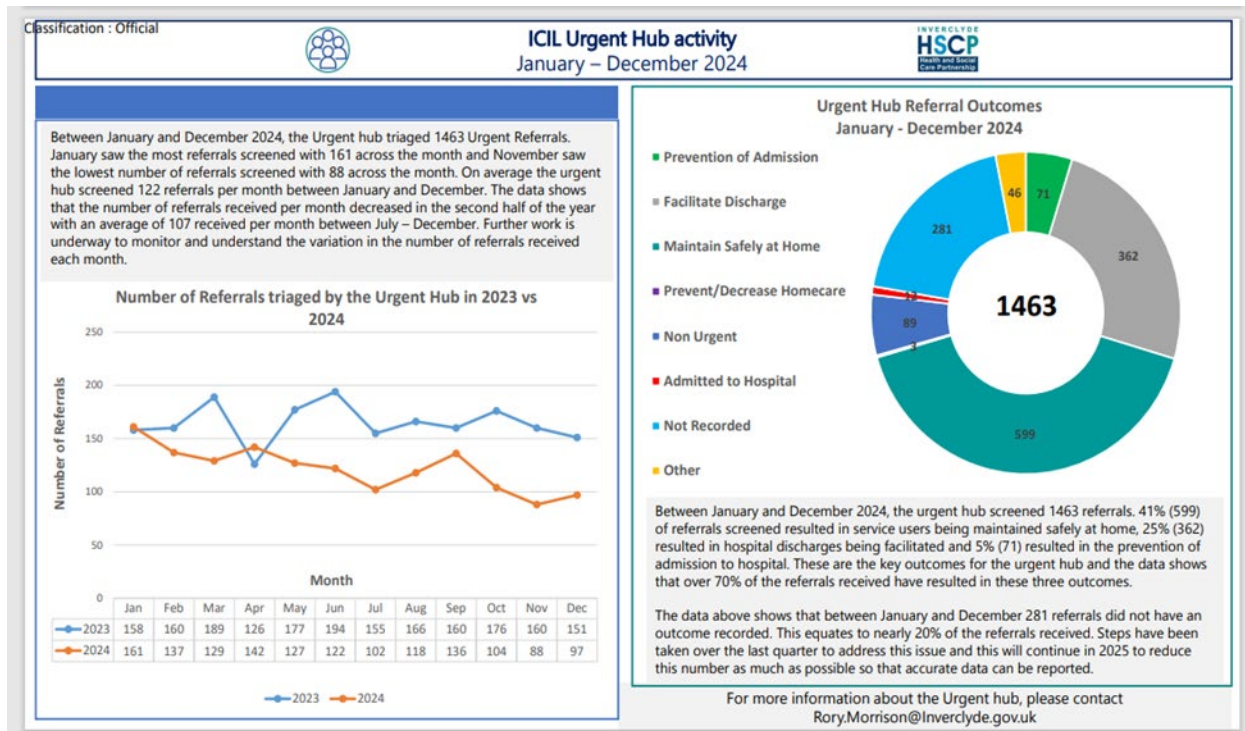 Classification : Official
ICIL Urgent Hub activity
January – December 2024
INVERCLYDE
HSCP
Health and Social
Care Partnership
Between January and December 2024, the Urgent hub triaged 1463 Urgent Referrals.
January saw the most referrals screened with 161 across the month and November saw
the lowest number of referrals screened with 88 across the month. On average the urgent
hub screened 122 referrals per month between January and December. The data shows
that the number of referrals received per month decreased in the second half of the year
with an average of 107 received per month between July – December. Further work is
underway to monitor and understand the variation in the number of referrals received
each month.
Number of Referrals triaged by the Urgent Hub in 2023 vs
2024
Number of Referrals
250
200
150
100
50
0
Month
Jan Feb Mar Apr May Jun Jul Aug Sep Oct Nov Dec
2023 158 160 189 126 177 194 155 166 160 176 160 151
2024 161 137 129 142 127 122 102 118 136 104 88 97
2023 2024
Urgent Hub Referral Outcomes
January - December 2024
Prevention of Admission
Facilitate Discharge
Maintain Safely at Home
Prevent/Decrease Homecare
Non Urgent
Admitted to Hospital
Not Recorded
Other
46
71
281
362
1463
12
89
3
599
Between January and December 2024, the urgent hub screened 1463 referrals. 41% (599)
of referrals screened resulted in service users being maintained safely at home, 25% (362)
resulted in hospital discharges being facilitated and 5% (71) resulted in the prevention of
admission to hospital. These are the key outcomes for the urgent hub and the data shows
that over 70% of the referrals received have resulted in these three outcomes.
The data above shows that between January and December 281 referrals did not have an
outcome recorded. This equates to nearly 20% of the referrals received. Steps have been
taken over the last quarter to address this issue and this will continue in 2025 to reduce
this number as much as possible so that accurate data can be reported.
For more information about the Urgent hub, please contact
Rory.Morrison@Inverclyde.gov.uk